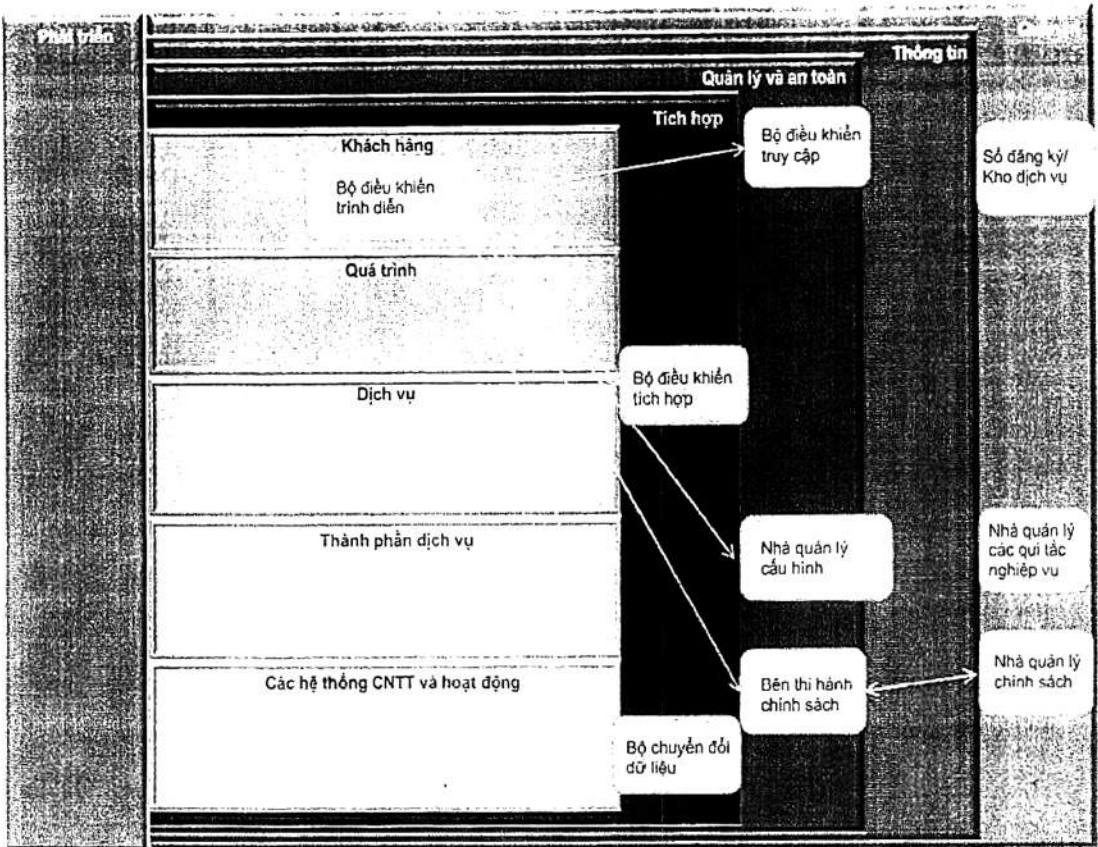 Phát triển
Thông tin
Quản lý và an toàn
Tích hợp
Khách hàng
Bộ điều khiển
trình diễn
Bộ điều khiển
truy cập
Sổ đăng ký/
Kho dịch vụ
Quá trình
Dịch vụ
Bộ điều khiển
tích hợp
Thành phần dịch vụ
Nhà quản lý
cấu hình
Nhà quản lý
các qui tắc
nghiệp vụ
Các hệ thống CNTT và hoạt động
Bên thi hành
chính sách
Nhà quản lý
chính sách
Bộ chuyển đổi
dữ liệu